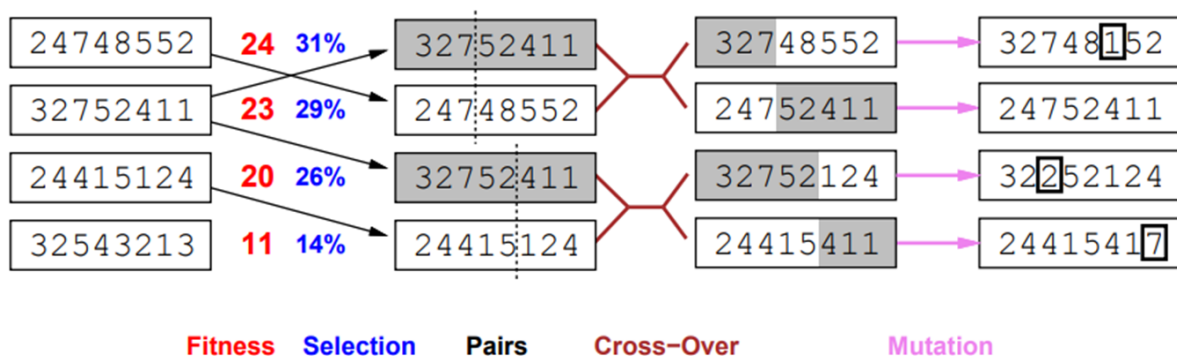 24748552 24 31% 32752411 32748552 32748152
32752411 23 29% 24748552 24752411 24752411
24415124 20 26% 32752411 32752124 32252124
32543213 11 14% 24415124 24415411 24415417
Fitness Selection Pairs Cross−Over Mutation